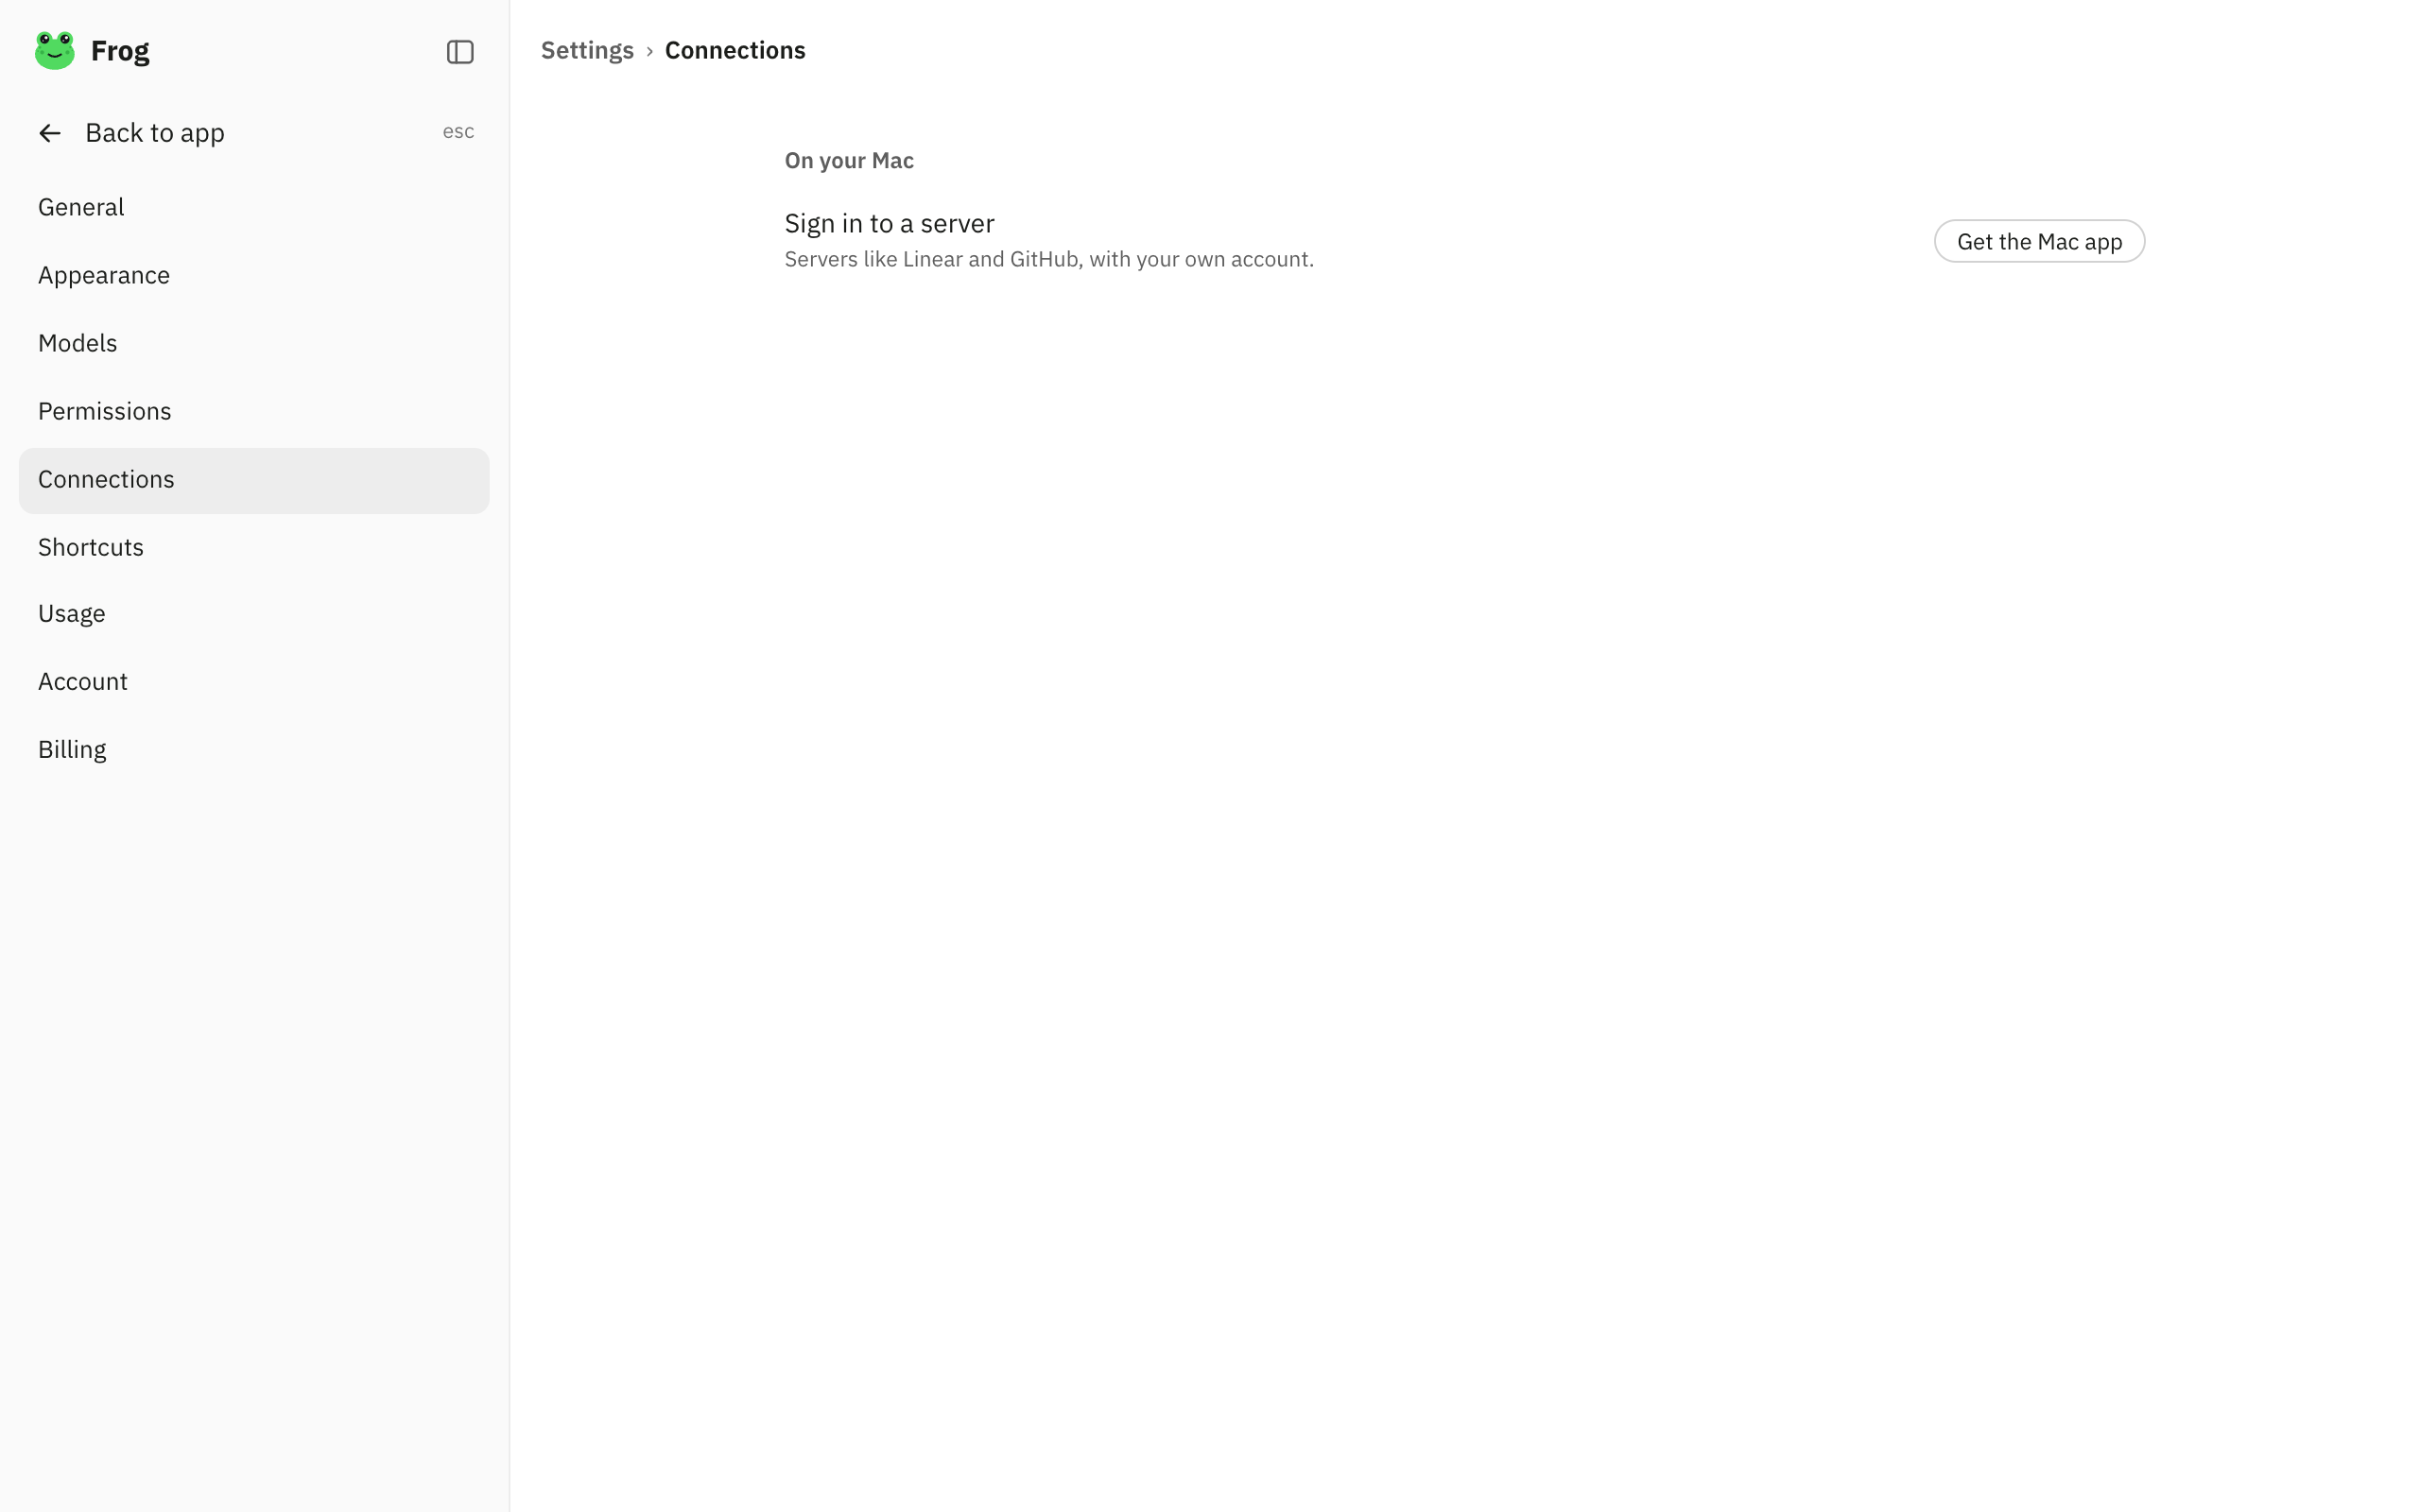 Frog
Back to app
esc
General
Appearance
Models
Permissions
Connections
Shortcuts
Usage
Account
Billing
Settings › Connections
On your Mac
Sign in to a server
Servers like Linear and GitHub, with your own account.
Get the Mac app